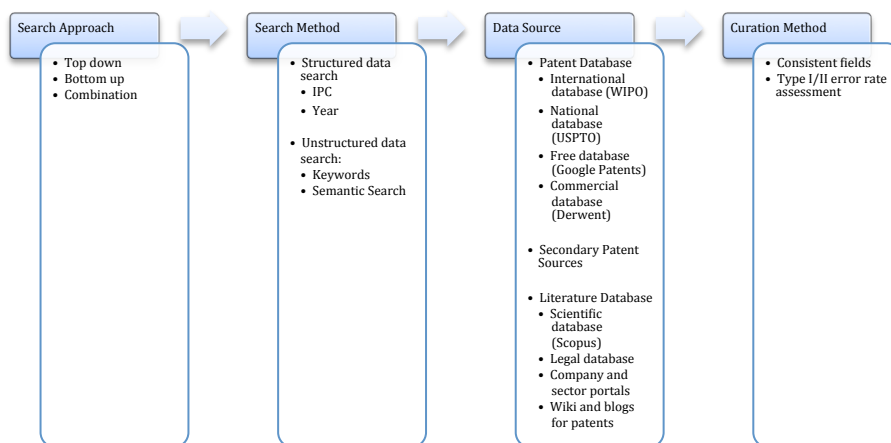 Search Approach
• Top down
• Bottom up
• Combination
Search Method
• Structured data
search
• IPC
• Year
• Unstructured data
search:
• Keywords
• Semantic Search
Data Source
• Patent Database
• International
database (WIPO)
• National
database
(USPTO)
• Free database
(Google Patents)
• Commercial
database
(Derwent)
• Secondary Patent
Sources
• Literature Database
• Scientific
database
(Scopus)
• Legal database
• Company and
sector portals
• Wiki and blogs
for patents
Curation Method
• Consistent fields
• Type I/II error rate
assessment